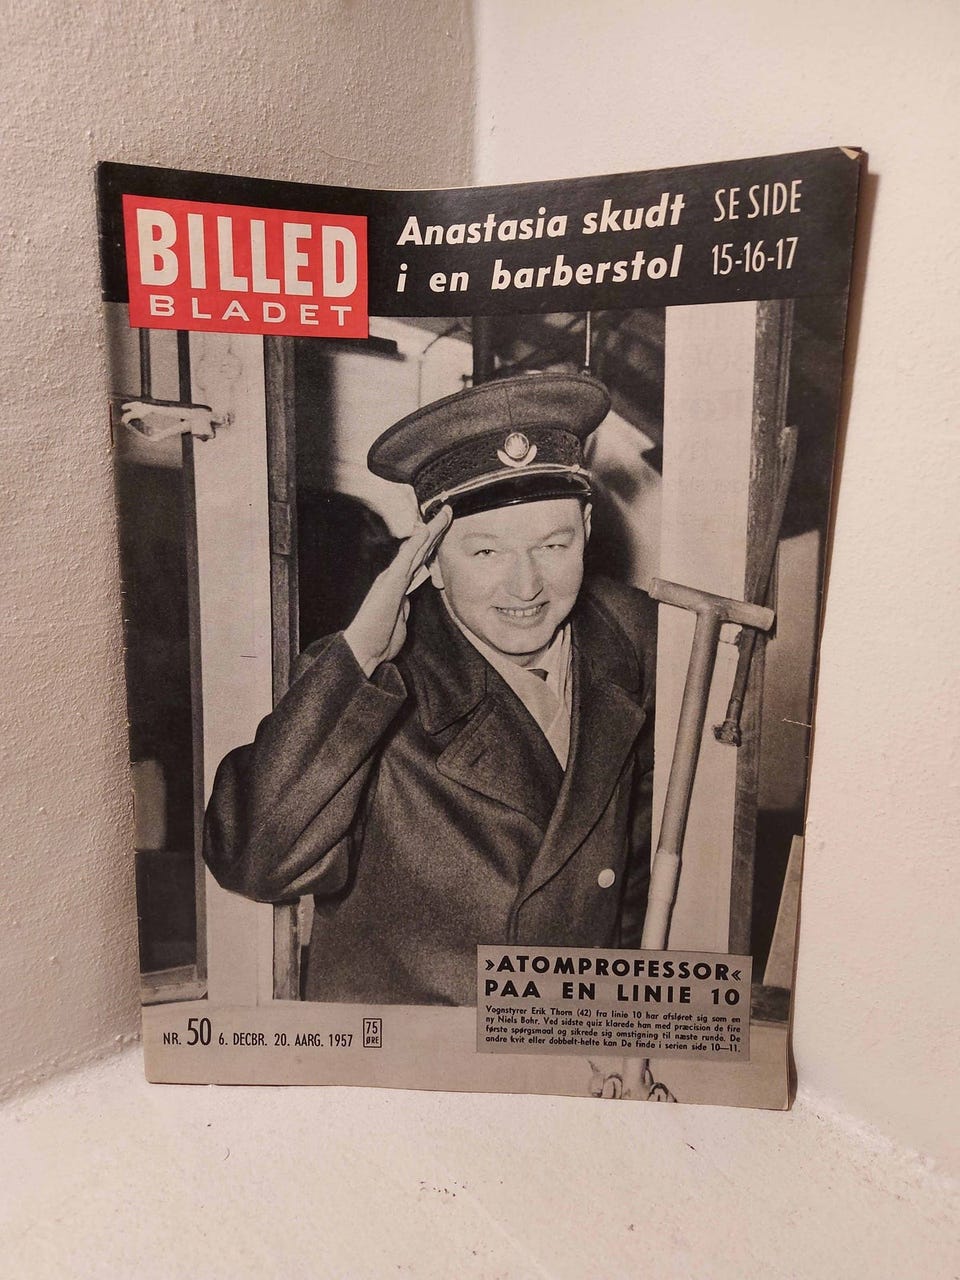 BILLED
BLADET
Anastasia skudt
i en barberstol
SE SIDE
15-16-17
»ATOMPROFESSOR«
PAA EN LINIE 10
Vognstyrer Erik Thorn (42) fra linie 10 har afsløret sig som en
ny Niels Bohr. Ved sidste quiz klarede han med præcision de fire
første spørgsmaal og sikrede sig omstigning til næste runde. De
andre kvit eller dobbelt-helte kan De finde i serien side 10—11.
NR. 50 6. DECBR. 20. AARG. 1957 75 ØRE